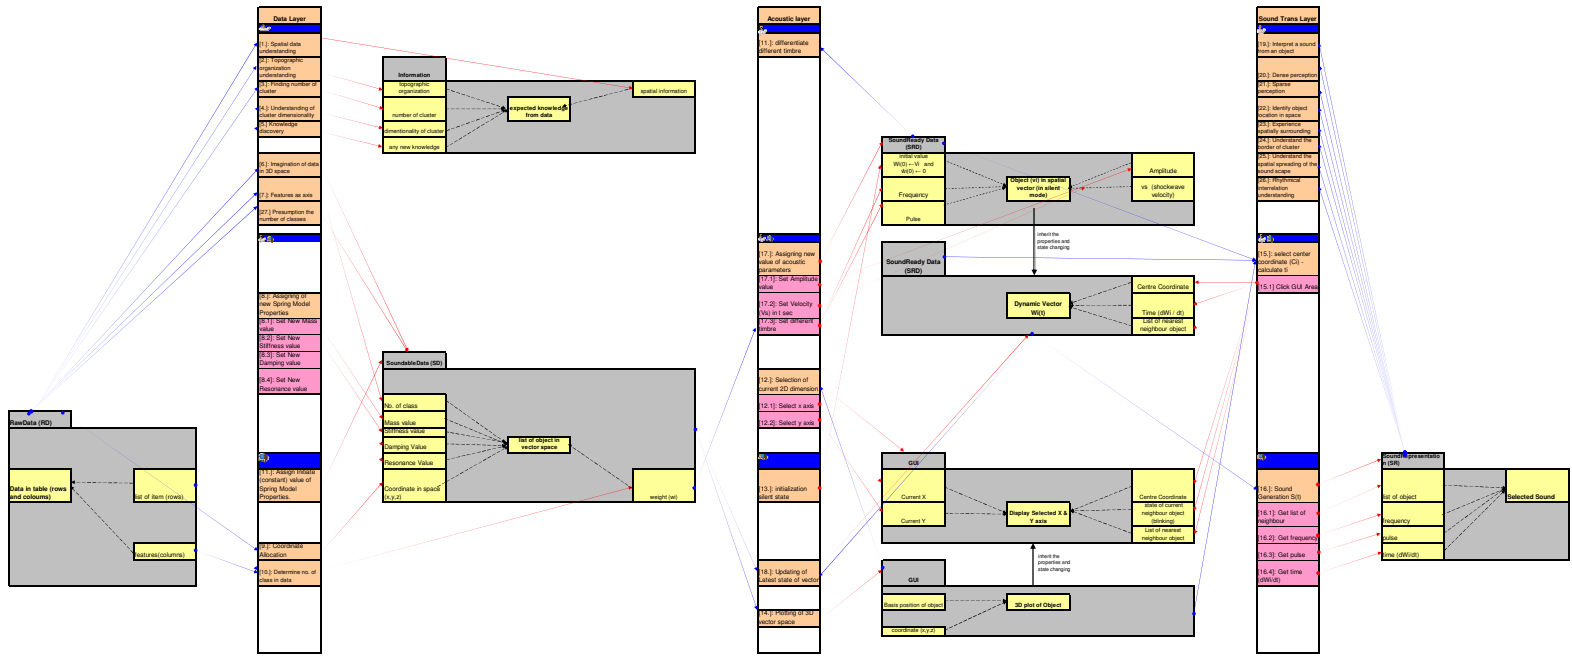 Data Layer
[1.]: Spatial data
understanding
[2.]: Topographic
organization
understanding
[3.]: Finding number of
cluster
[4.]: Understanding of
cluster dimensionality
[5.] Knowledge
discovery
[6.]: Imagination of data
in 3D space
[7.]: Features as axis
[27.] Presumption the
number of classes
[8.]: Assigning of
new Spring Model
Properties
[8.1]: Set New Mass
value
[8.2]: Set New
Stiffness value
[8.3]: Set New
Damping value
[8.4]: Set New
Resonance value
[11.]: Assign Initiate
(constant) value of
Spring Model
Properties.
[9.]: Coordinate
Allocation
[10.]: Determine no. of
class in data
RawData (RD)
Data in table (rows
and coloums)
list of item (rows).
features(columns)
Information
topographic
organization
number of cluster
dimentionality of cluster
any new knowledge
expected knowledge
from data
spatial information
SoundableData (SD)
No. of class
Mass value
Stiffness value
Damping Value
Resonance Value
Coordinate in space
(x,y,z)
list of object in
vector space
weight (wi)
Acoustic layer
[11.]: differentiate
different timbre
[17.]: Assigning new
value of acoustic
parameters
[17.1]: Set Amplitude
value
[17.2]: Set Velocity
(Vs) in t sec
[17.3]: Set different
timbre
[12.]: Selection of
current 2D dimension
[12.1]: Select x axis
[12.2]: Select y axis
[13.]: initialization
silent state
[18.]: Updating of
Latest state of vector
[14.]: Plotting of 3D
vector space
SoundReady Data
(SRD)
initial value
Wi(0) ←Vi and
Wi(0) ← 0
Frequency
Pulse
Object (vi) in spatial
vector (in silent
mode)
Amplitude
vs (shockwave
velocity)
inherit the
properties and
state changing
SoundReady Data
(SRD)
Dynamic Vector
Wi(t)
Centre Coordinate
Time (dWi / dt)
List of nearest
neighbour object
GUI
Current X
Current Y
Display Selected X &
Y axis
Centre Coordinate
state of current
neighbour object
(blinking)
List of nearest
neighbour object
inherit the
properties and
state changing
GUI
Basis position of object
coordinate (x,y,z)
3D plot of Object
Sound Trans Layer
[19.]: Interpret a sound
from an object
[20.]: Dense perception
[21.]: Sparse
perception
[22.]: Identify object
location in space
[23.]: Experience
spatially surrounding
[24.]: Understand the
border of cluster
[25.]: Understand the
spatial spreading of the
sound scape
[26.]: Rhythmical
interrelation
understanding
[15.]: select center
coordinate (Ci) -
calculate ti
[15.1] Click GUI Area
[16.]: Sound
Generation S(t)
[16.1]: Get list of
neighbour
[16.2]: Get frequency
[16.3]: Get pulse
[16.4]: Get time
(dWi/dt)
n (SR)
list of object
frequency
pulse
time (dWi/dt)
Selected Sound